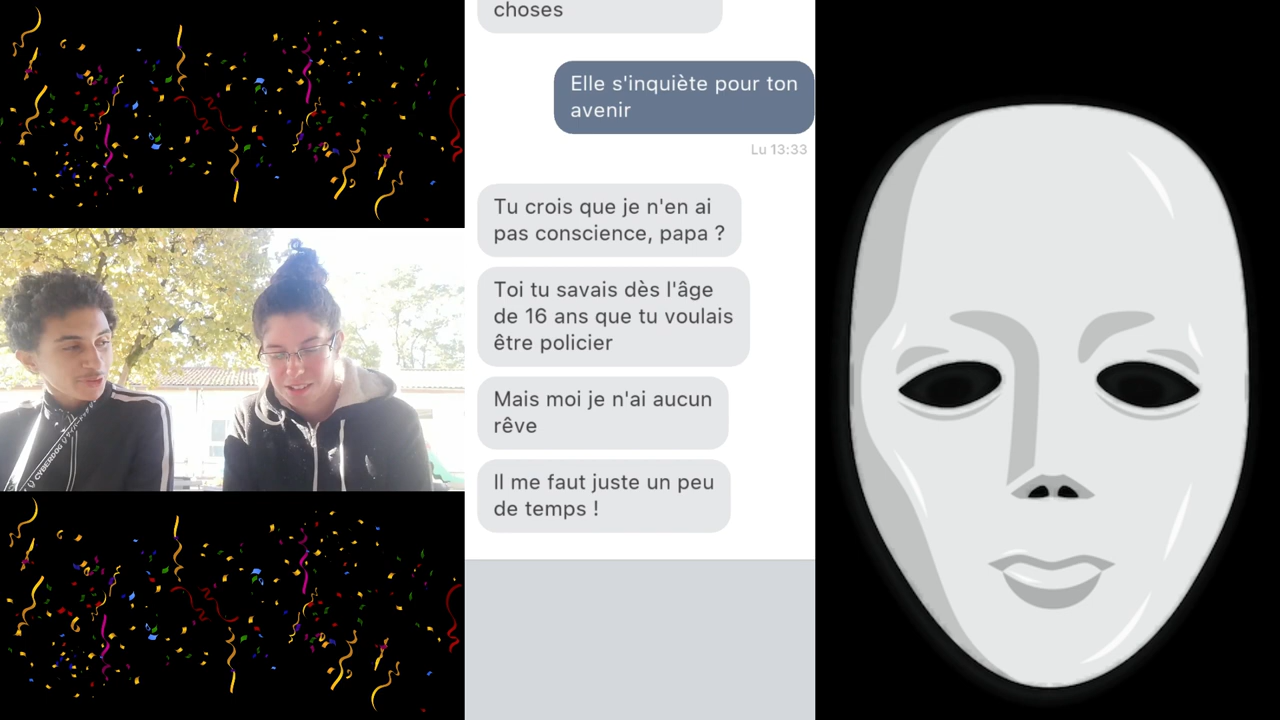 choses
Elle s'inquiète pour ton
avenir
Lu 13:33
Tu crois que je n'en ai
pas conscience, papa ?
Toi tu savais dès l'âge
de 16 ans que tu voulais
être policier
Mais moi je n'ai aucun
rêve
Il me faut juste un peu
de temps !
CYBERDOG